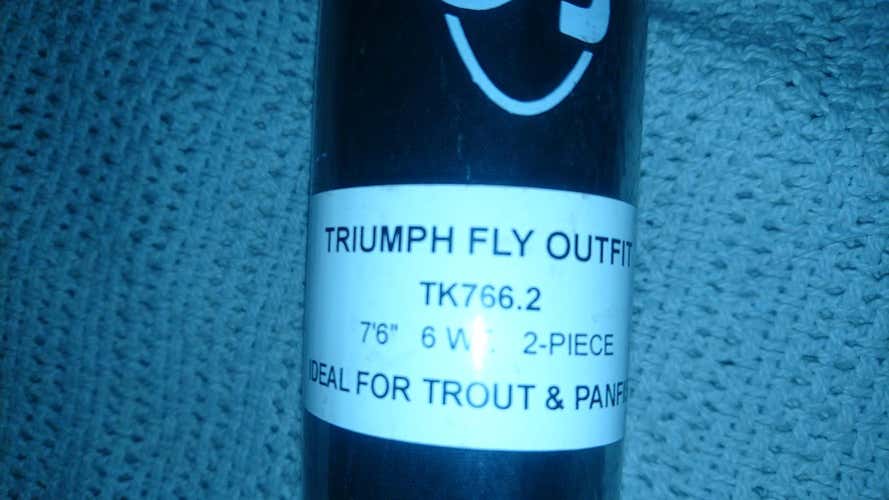 TRIUMPH FLY OUTFIT
TK766.2
7'6" 6 W 2-PIECE
IDEAL FOR TROUT &